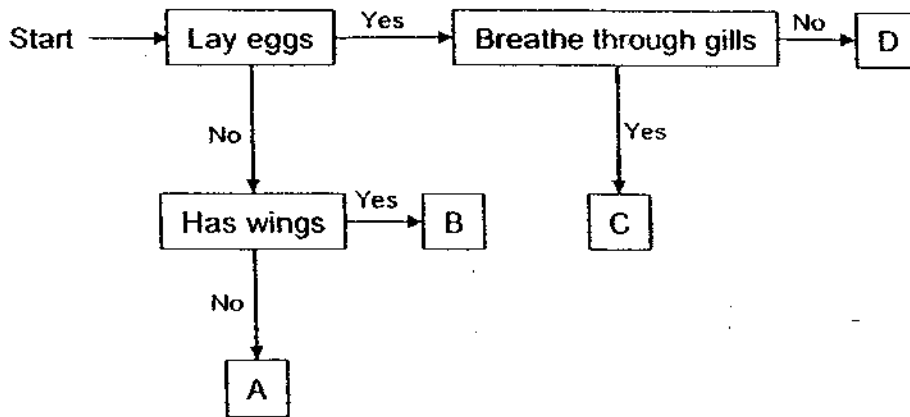 Start
Lay eggs
Yes
Breathe through gills
No
D
No
Yes
Has wings
Yes
B
C
No
A